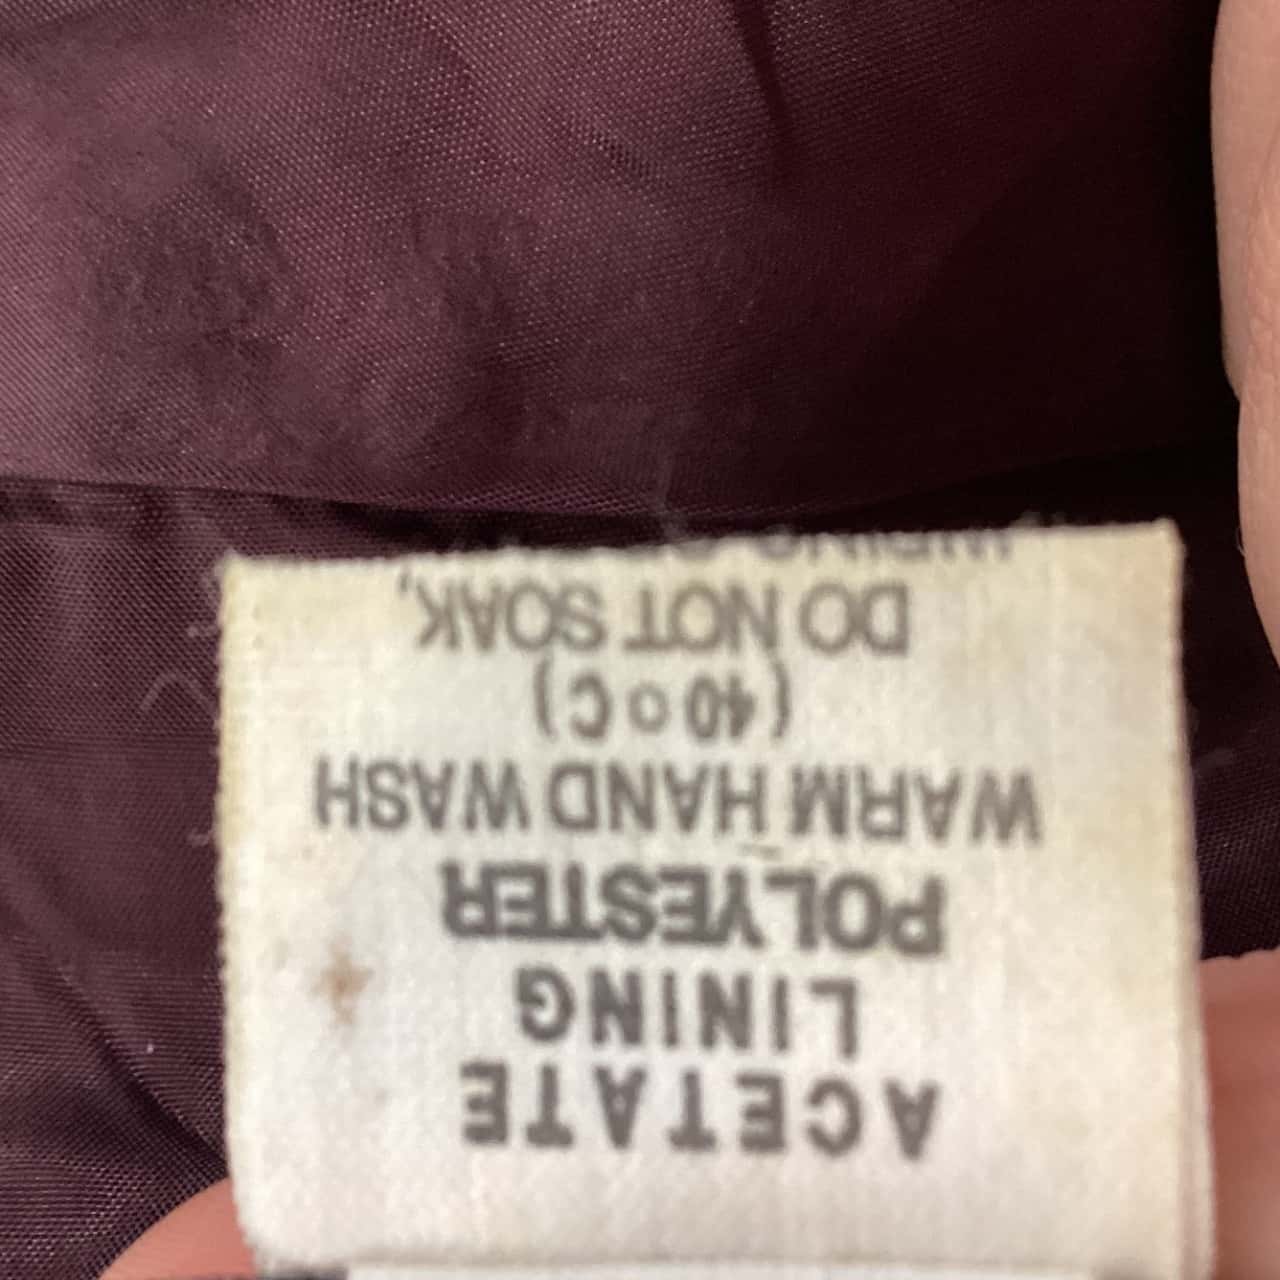 ACETATE
LINING
POLYESTER
WARM HAND WASH
(40○C)
DO NOT SOAK,